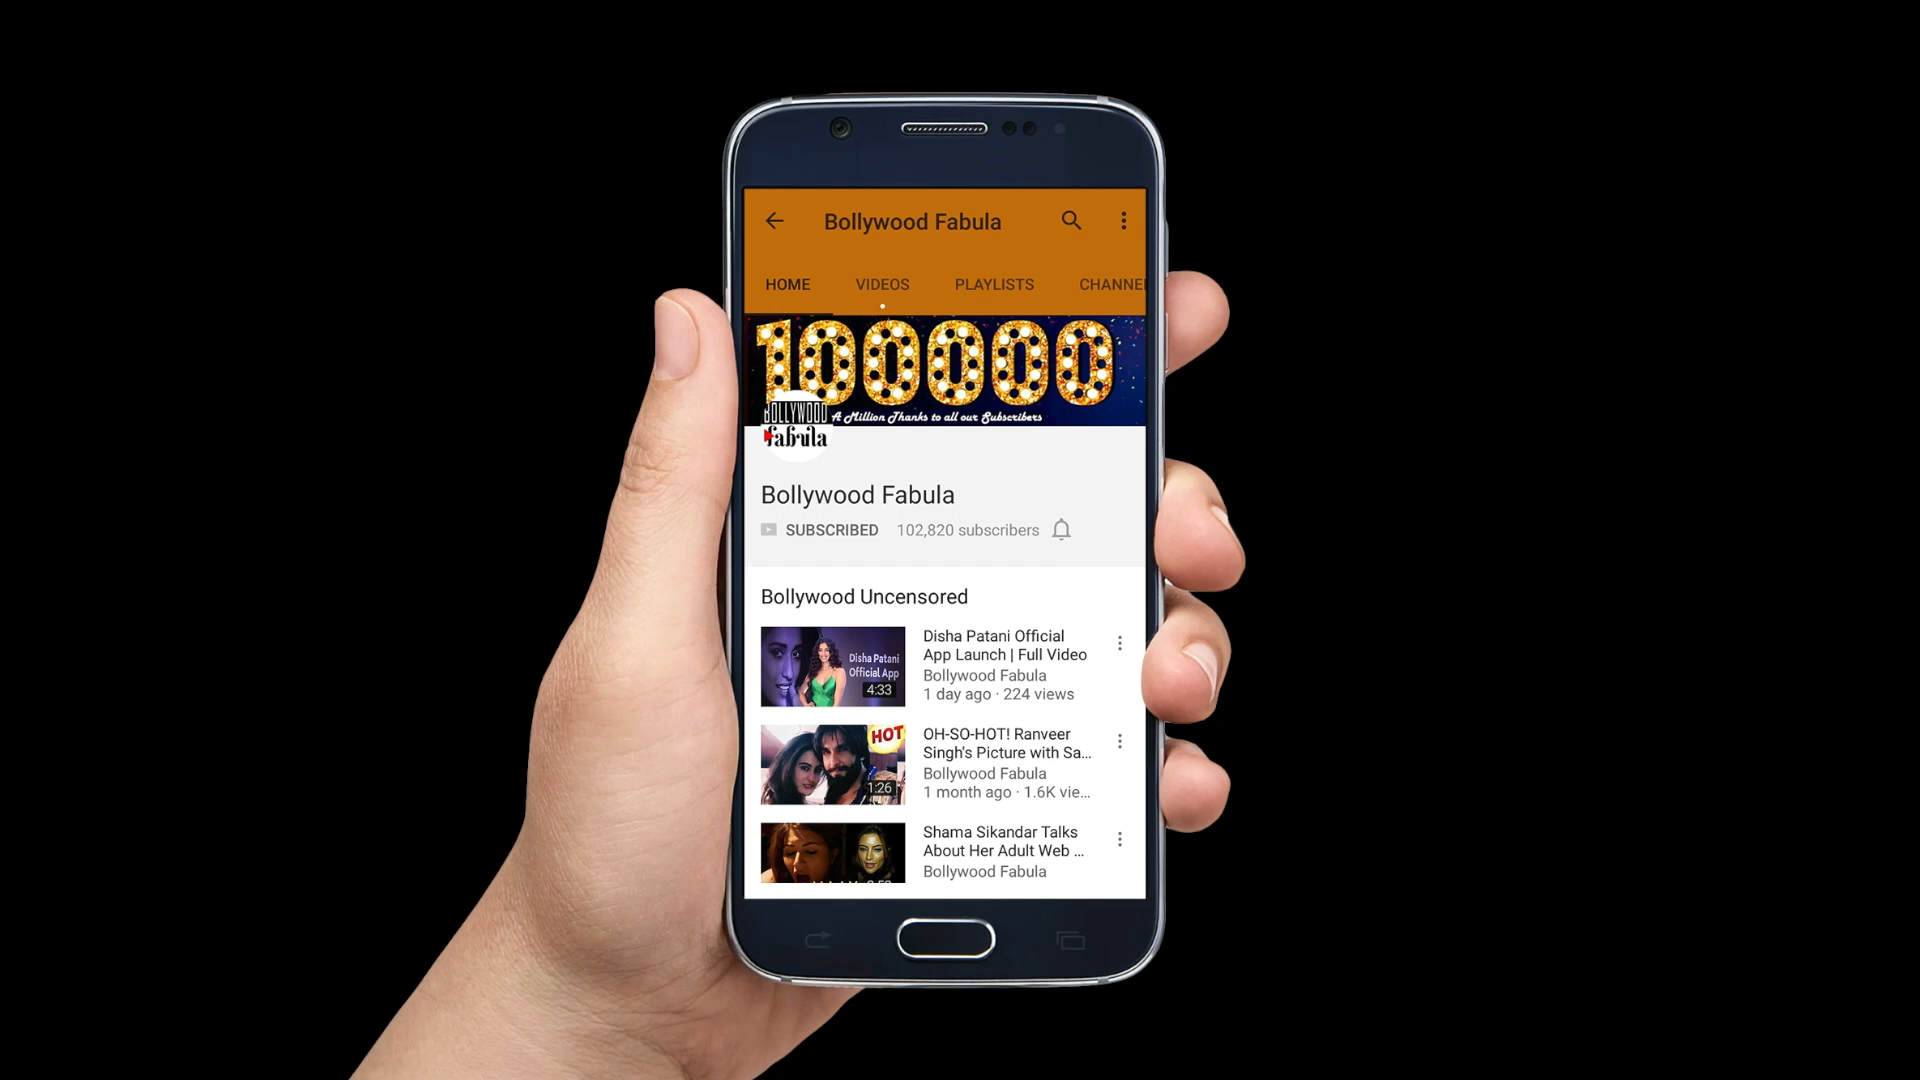 Bollywood Fabula
HOME VIDEOS PLAYLISTS CHANNE
100000
A Million Thanks to all our Subscribers
BOLLYWOOD
fabula
Bollywood Fabula
SUBSCRIBED 102,820 subscribers
Bollywood Uncensored
Disha Patani
Official App
4:33
Disha Patani Official
App Launch | Full Video
Bollywood Fabula
1 day ago · 224 views
HOT
1:26
OH-SO-HOT! Ranveer
Singh's Picture with Sa...
Bollywood Fabula
1 month ago · 1.6K vie...
Shama Sikandar Talks
About Her Adult Web ...
Bollywood Fabula